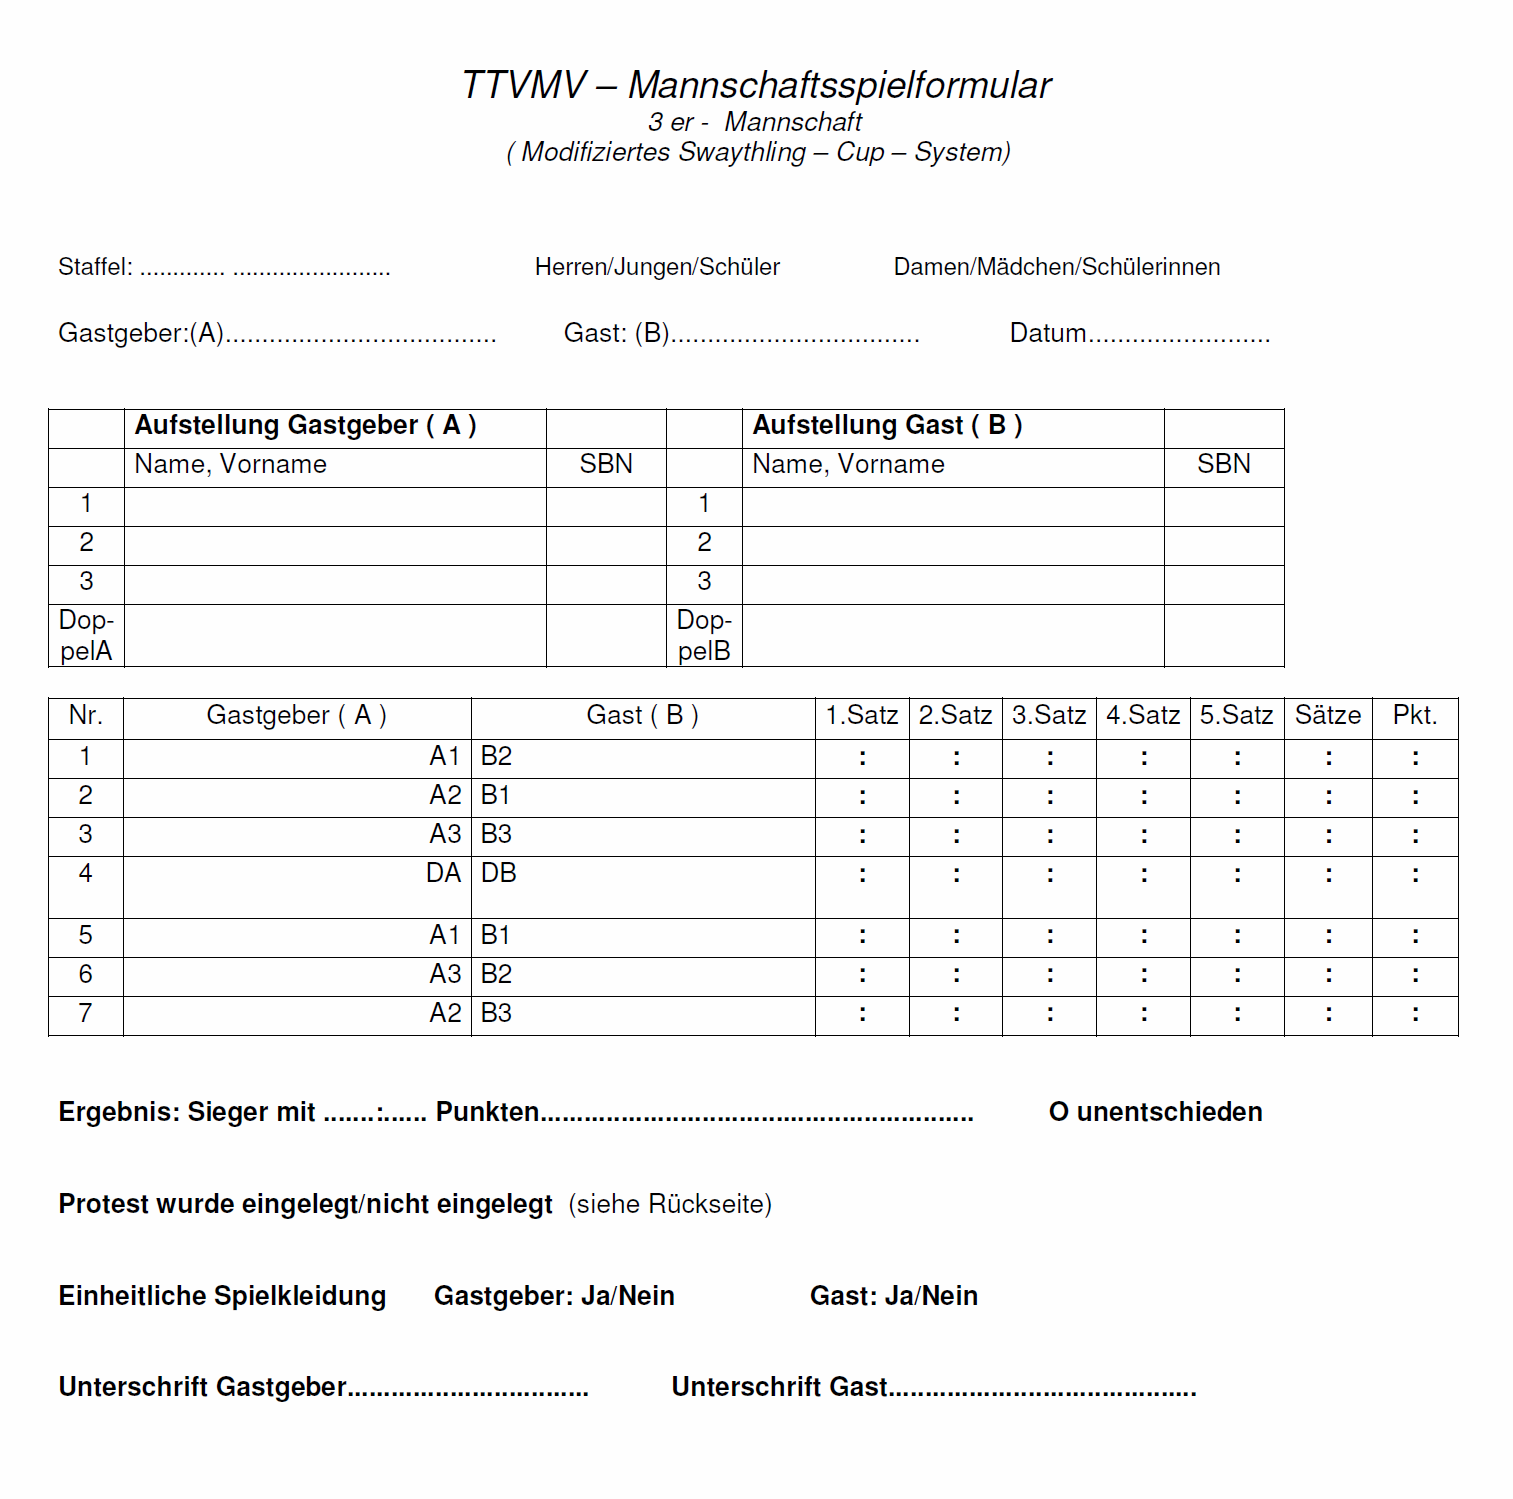 TTVMV – Mannschaftsspielformular
3 er -  Mannschaft
( Modifiziertes Swaythling – Cup – System)
Staffel: ............. ........................ Herren/Jungen/Schüler Damen/Mädchen/Schülerinnen
Gastgeber:(A)..................................... Gast: (B).................................. Datum.........................
Aufstellung Gastgeber ( A ) Aufstellung Gast ( B )
Name, Vorname SBN Name, Vorname SBN
1 1
2 2
3 3
Dop- Dop-
pelA pelB
Nr. Gastgeber ( A ) Gast ( B ) 1.Satz 2.Satz 3.Satz 4.Satz 5.Satz Sätze Pkt.
1 A1 B2 : : : : : : :
2 A2 B1 : : : : : : :
3 A3 B3 : : : : : : :
4 DA DB : : : : : : :
5 A1 B1 : : : : : : :
6 A3 B2 : : : : : : :
7 A2 B3 : : : : : : :
Ergebnis: Sieger mit .......:...... Punkten........................................................... O unentschieden
Protest wurde eingelegt/nicht eingelegt  (siehe Rückseite)
Einheitliche Spielkleidung Gastgeber: Ja/Nein Gast: Ja/Nein
Unterschrift Gastgeber................................. Unterschrift Gast..........................................